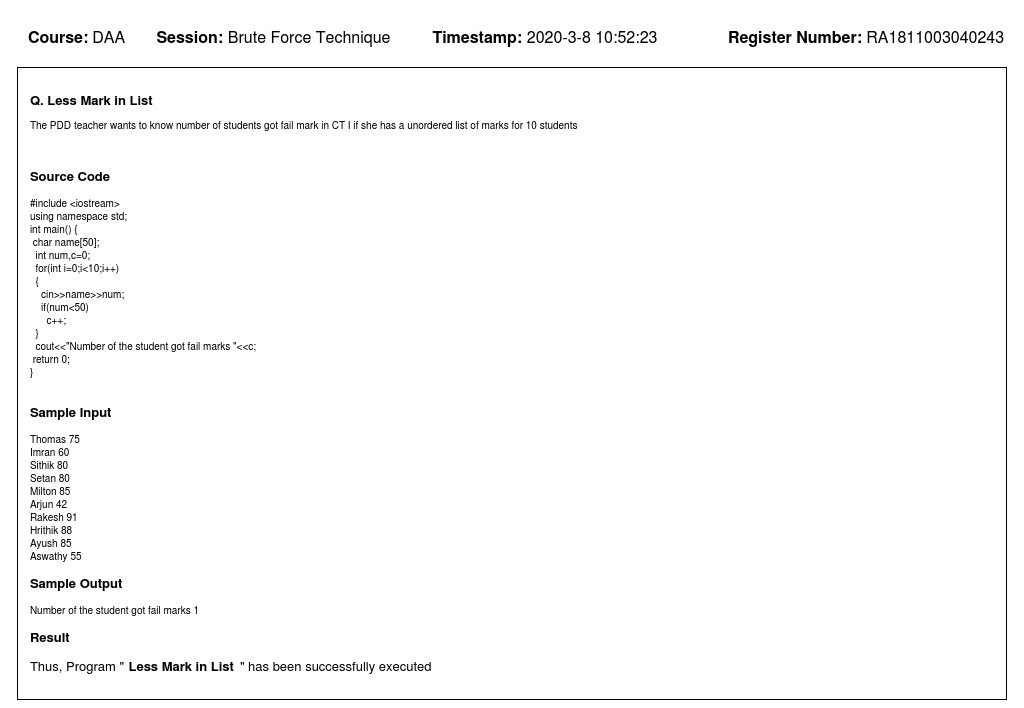 Course: DAA Session: Brute Force Technique Timestamp: 2020-3-8 10:52:23 Register Number: RA1811003040243
Q. Less Mark in List
The PDD teacher wants to know number of students got fail mark in CT I if she has a unordered list of marks for 10 students
Source Code
#include <iostream>
using namespace std;
int main() {
 char name[50];
  int num,c=0;
  for(int i=0;i<10;i++)
  {
    cin>>name>>num;
    if(num<50)
      c++;
  }
  cout<<"Number of the student got fail marks "<<c;
 return 0;
}
Sample Input
Thomas 75
Imran 60
Sithik 80
Setan 80
Milton 85
Arjun 42
Rakesh 91
Hrithik 88
Ayush 85
Aswathy 55
Sample Output
Number of the student got fail marks 1
Result
Thus, Program " Less Mark in List " has been successfully executed